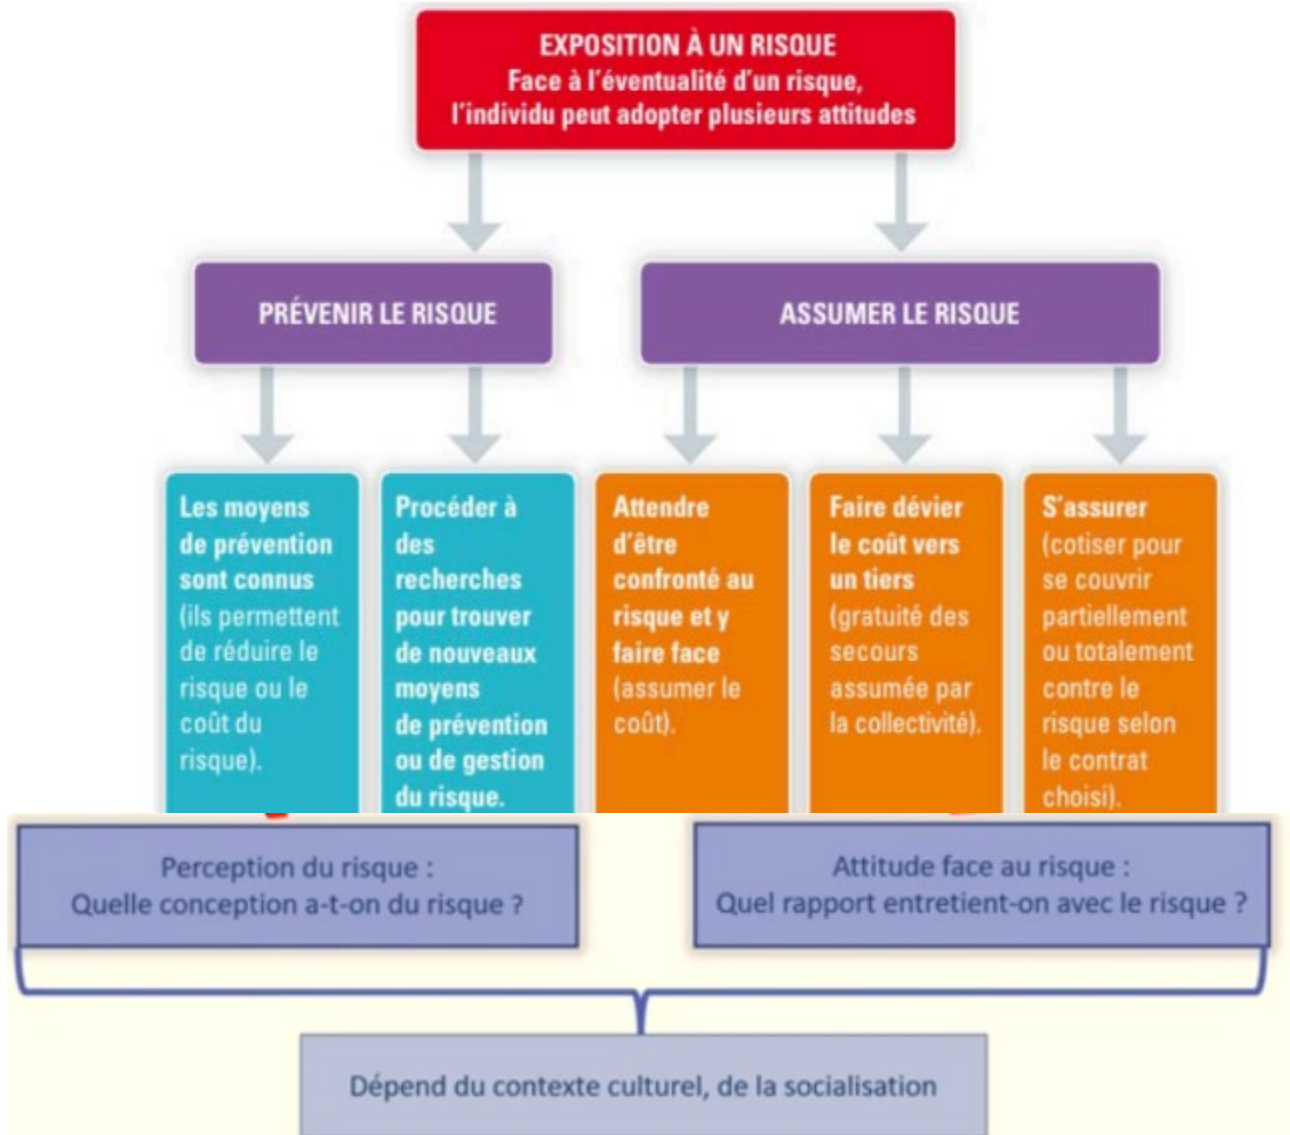 EXPOSITION À UN RISQUE
Face à l'éventualité d'un risque,
l'individu peut adopter plusieurs attitudes
PRÉVENIR LE RISQUE
ASSUMER LE RISQUE
Les moyens
de prévention
sont connus
(ils permettent
de réduire le
risque ou le
coût du
risque).
Procéder à
des
recherches
pour trouver
de nouveaux
moyens
de prévention
ou de gestion
du risque.
Attendre
d'être
confronté au
risque et y
faire face
(assumer le
coût).
Faire dévier
le coût vers
un tiers
(gratuité des
secours
assumée par
la collectivité).
S'assurer
(cotiser pour
se couvrir
partiellement
ou totalement
contre le
risque selon
le contrat
choisi).
Perception du risque :
Quelle conception a-t-on du risque ?
Attitude face au risque :
Quel rapport entretient-on avec le risque ?
Dépend du contexte culturel, de la socialisation